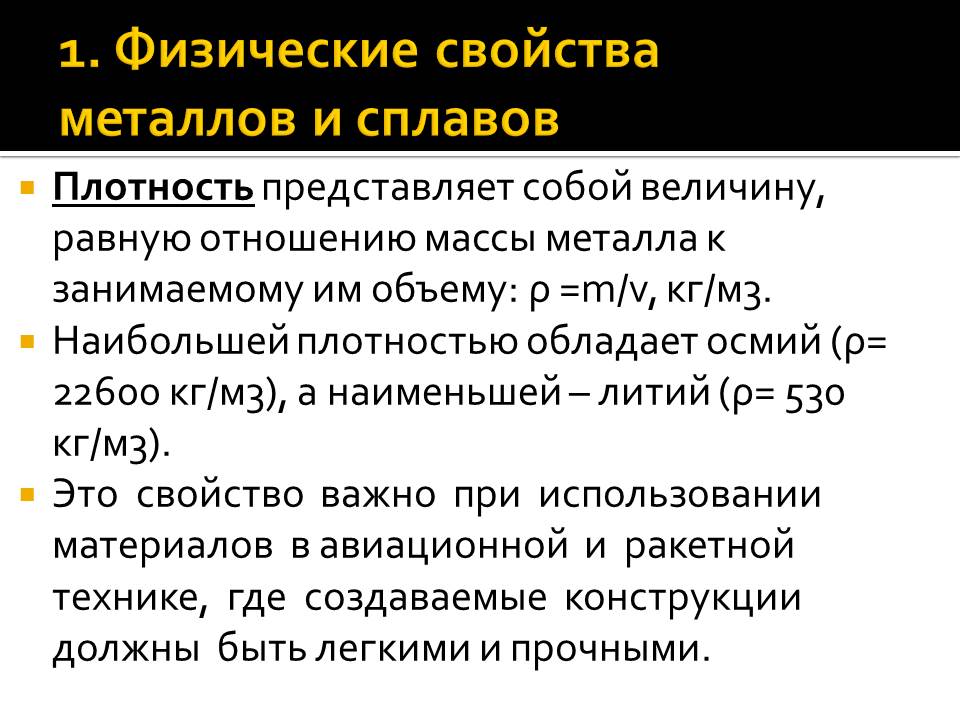 1. Физические свойства
металлов и сплавов
Плотность представляет собой величину,
равную отношению массы металла к
занимаемому им объему: ρ =m/v, кг/м3.
Наибольшей плотностью обладает осмий (ρ=
22600 кг/м3), а наименьшей – литий (ρ= 530
кг/м3).
Это свойство важно при использовании
материалов в авиационной и ракетной
технике, где создаваемые конструкции
должны быть легкими и прочными.